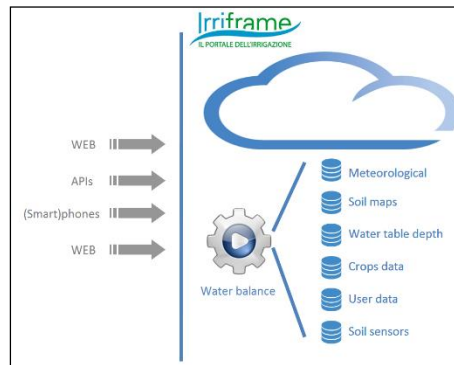 Irriframe
IL PORTALE DELL'IRRIGAZIONE
WEB
APIs
(Smart)phones
WEB
Water balance
Meteorological
Soil maps
Water table depth
Crops data
User data
Soil sensors